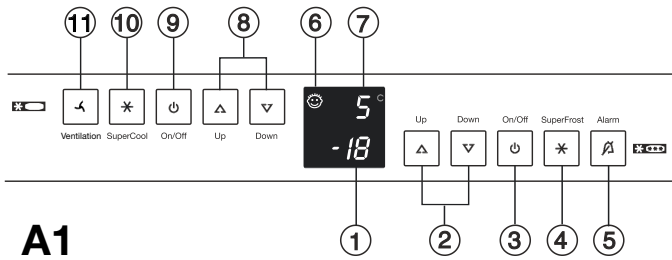 11 10 9 8 6 7
5 °C
Up Down On/Off SuperFrost Alarm
Ventilation SuperCool On/Off Up Down
-18
A1
1 2 3 4 5